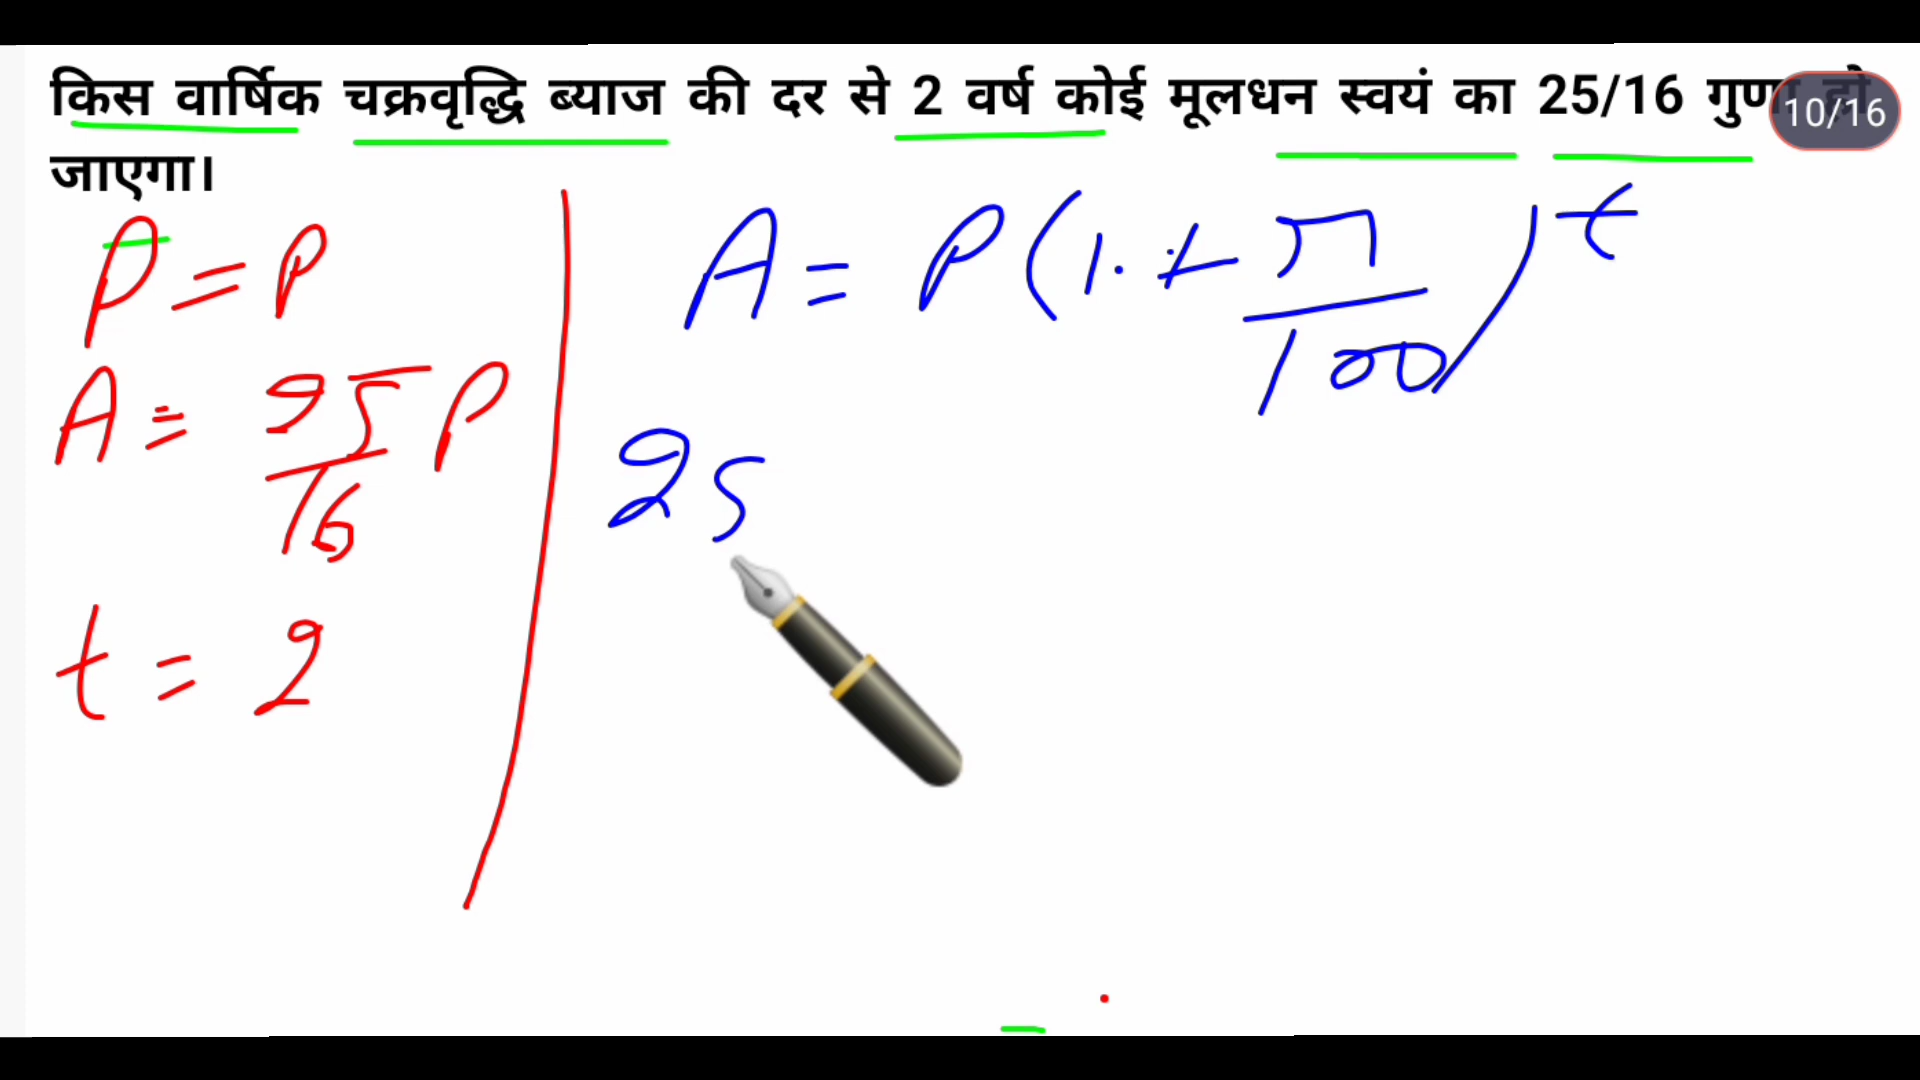 किस वार्षिक चक्रवृद्धि ब्याज की दर से 2 वर्ष कोई मूलधन स्वयं का 25/16 गुणा हो
10/16
जाएगा।
P = P
A = 25/16 P
t = 2
A = P(1 + r/100)^t
25